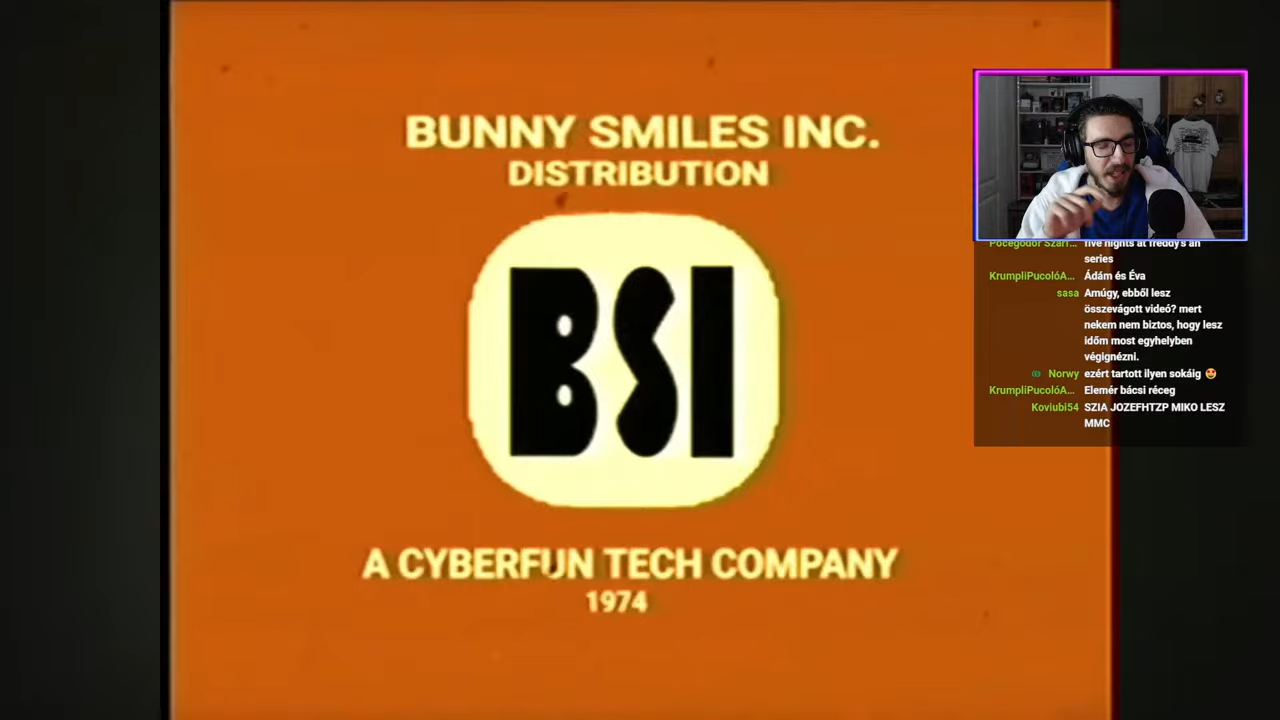 BUNNY SMILES INC.
DISTRIBUTION
BSI
A CYBERFUN TECH COMPANY
1974
Pocegodor Szarr... five nights at freddy's an
series
KrumpliPucolóA... Ádám és Éva
sasa Amúgy, ebből lesz
összevágott videó? mert
nekem nem biztos, hogy lesz
időm most egyhelyben
végignézni.
Norwy ezért tartott ilyen sokáig 😍
KrumpliPucolóA... Elemér bácsi réceg
Koviubi54 SZIA JOZEFHTZP MIKO LESZ
MMC